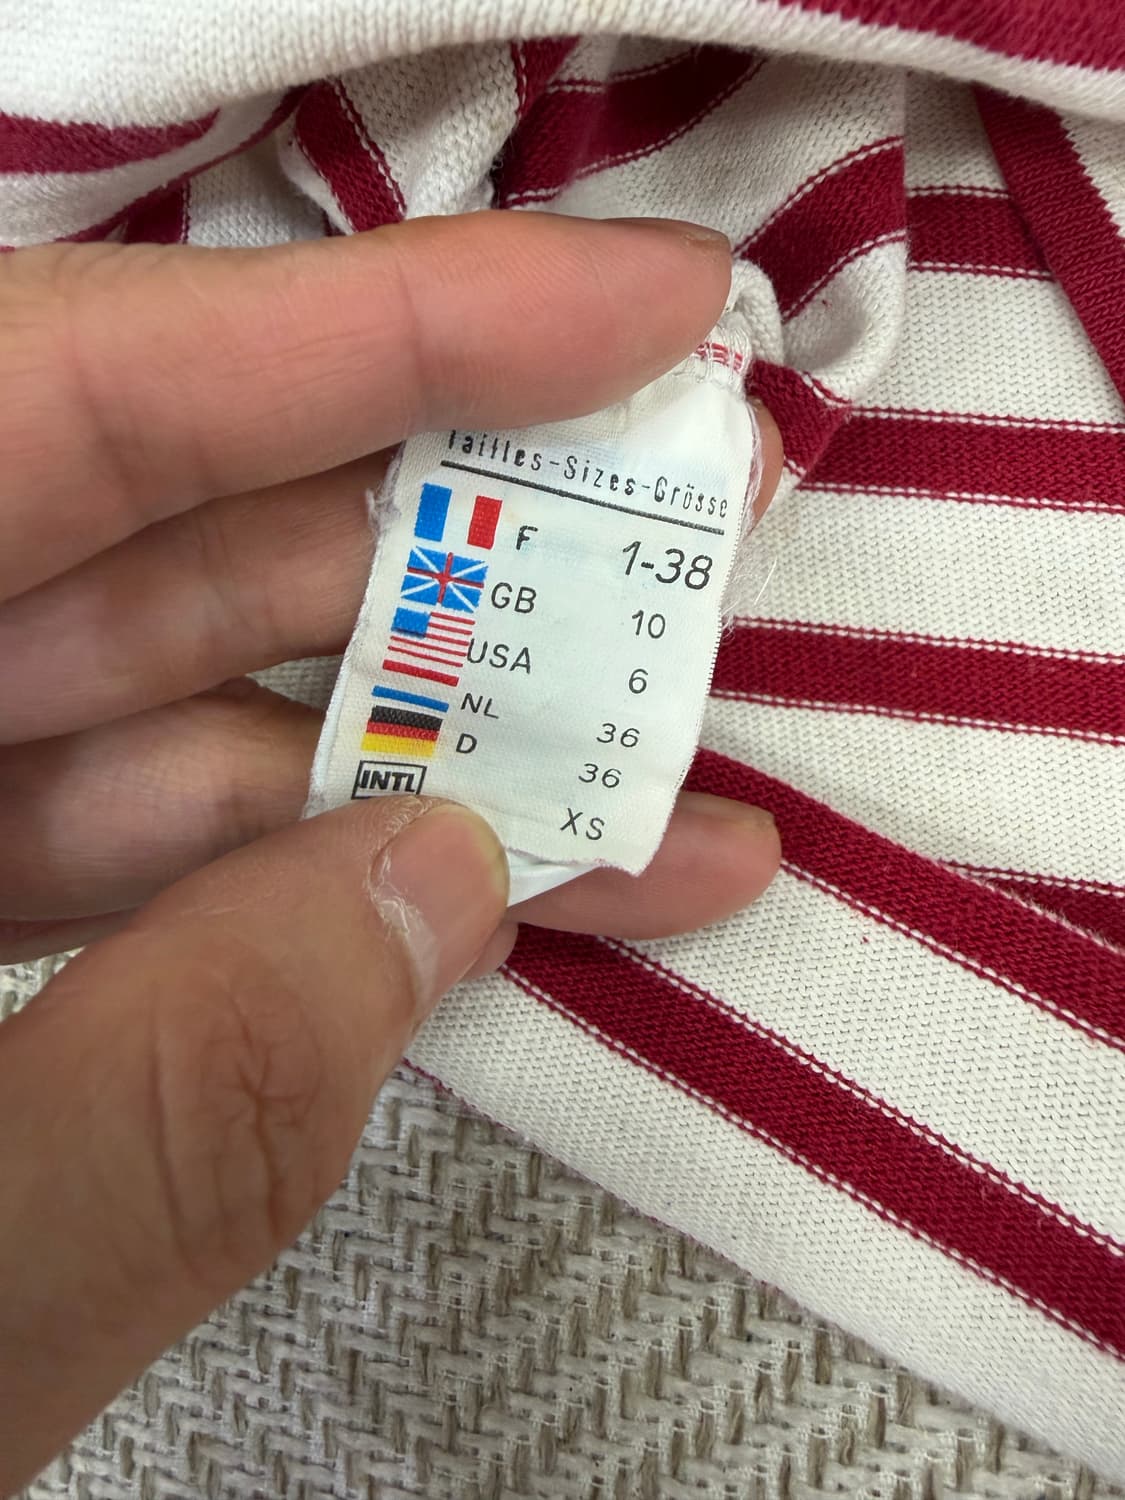 Tailles-Sizes-Grösse
F 1-38
GB 10
USA 6
NL 36
D 36
INTL XS